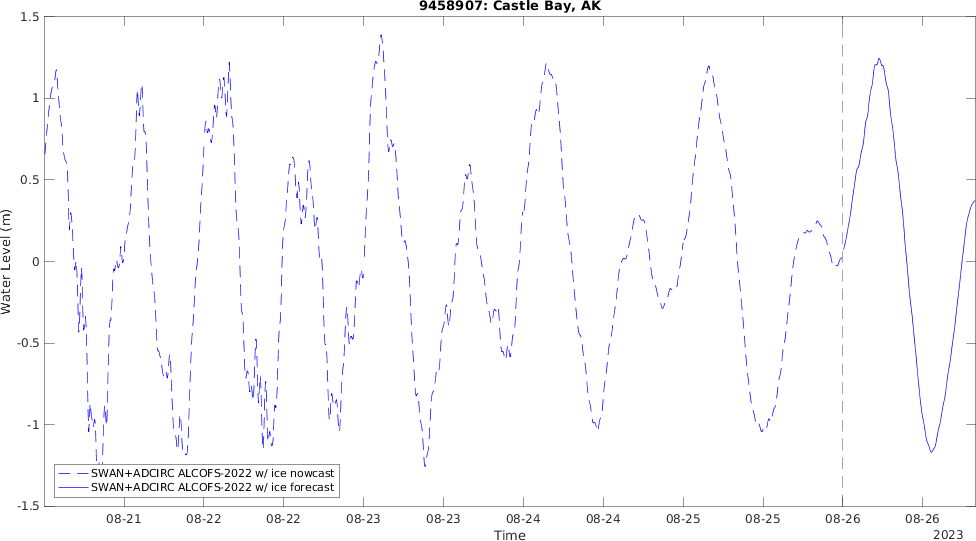 9458907: Castle Bay, AK
1.5
1
0.5
0
-0.5
-1
-1.5
Water Level (m)
SWAN+ADCIRC ALCOFS-2022 w/ ice nowcast
SWAN+ADCIRC ALCOFS-2022 w/ ice forecast
08-21 08-22 08-22 08-23 08-23 08-24 08-24 08-25 08-25 08-26 08-26
Time
2023